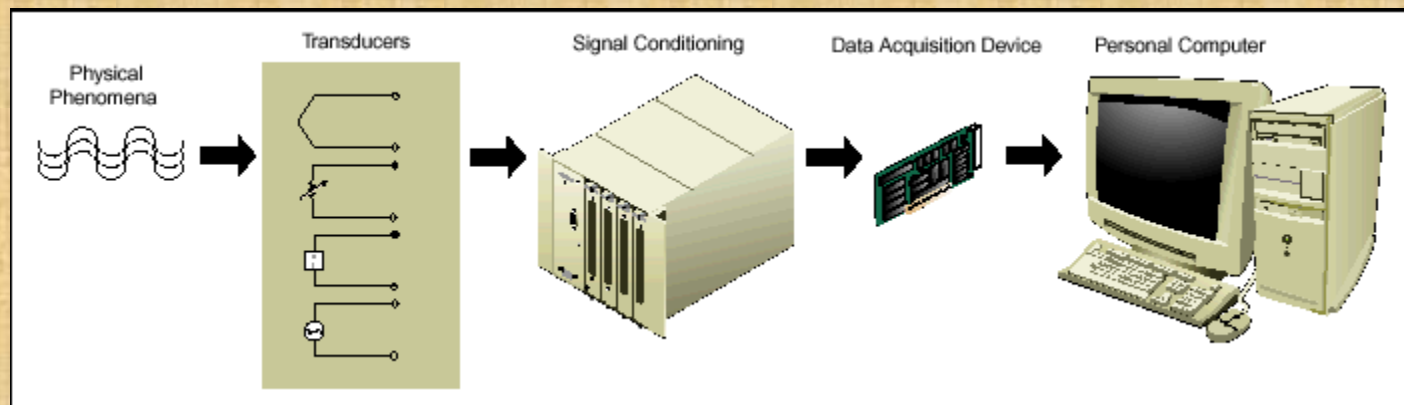 Physical
Phenomena
Transducers
Signal Conditioning
Data Acquisition Device
Personal Computer